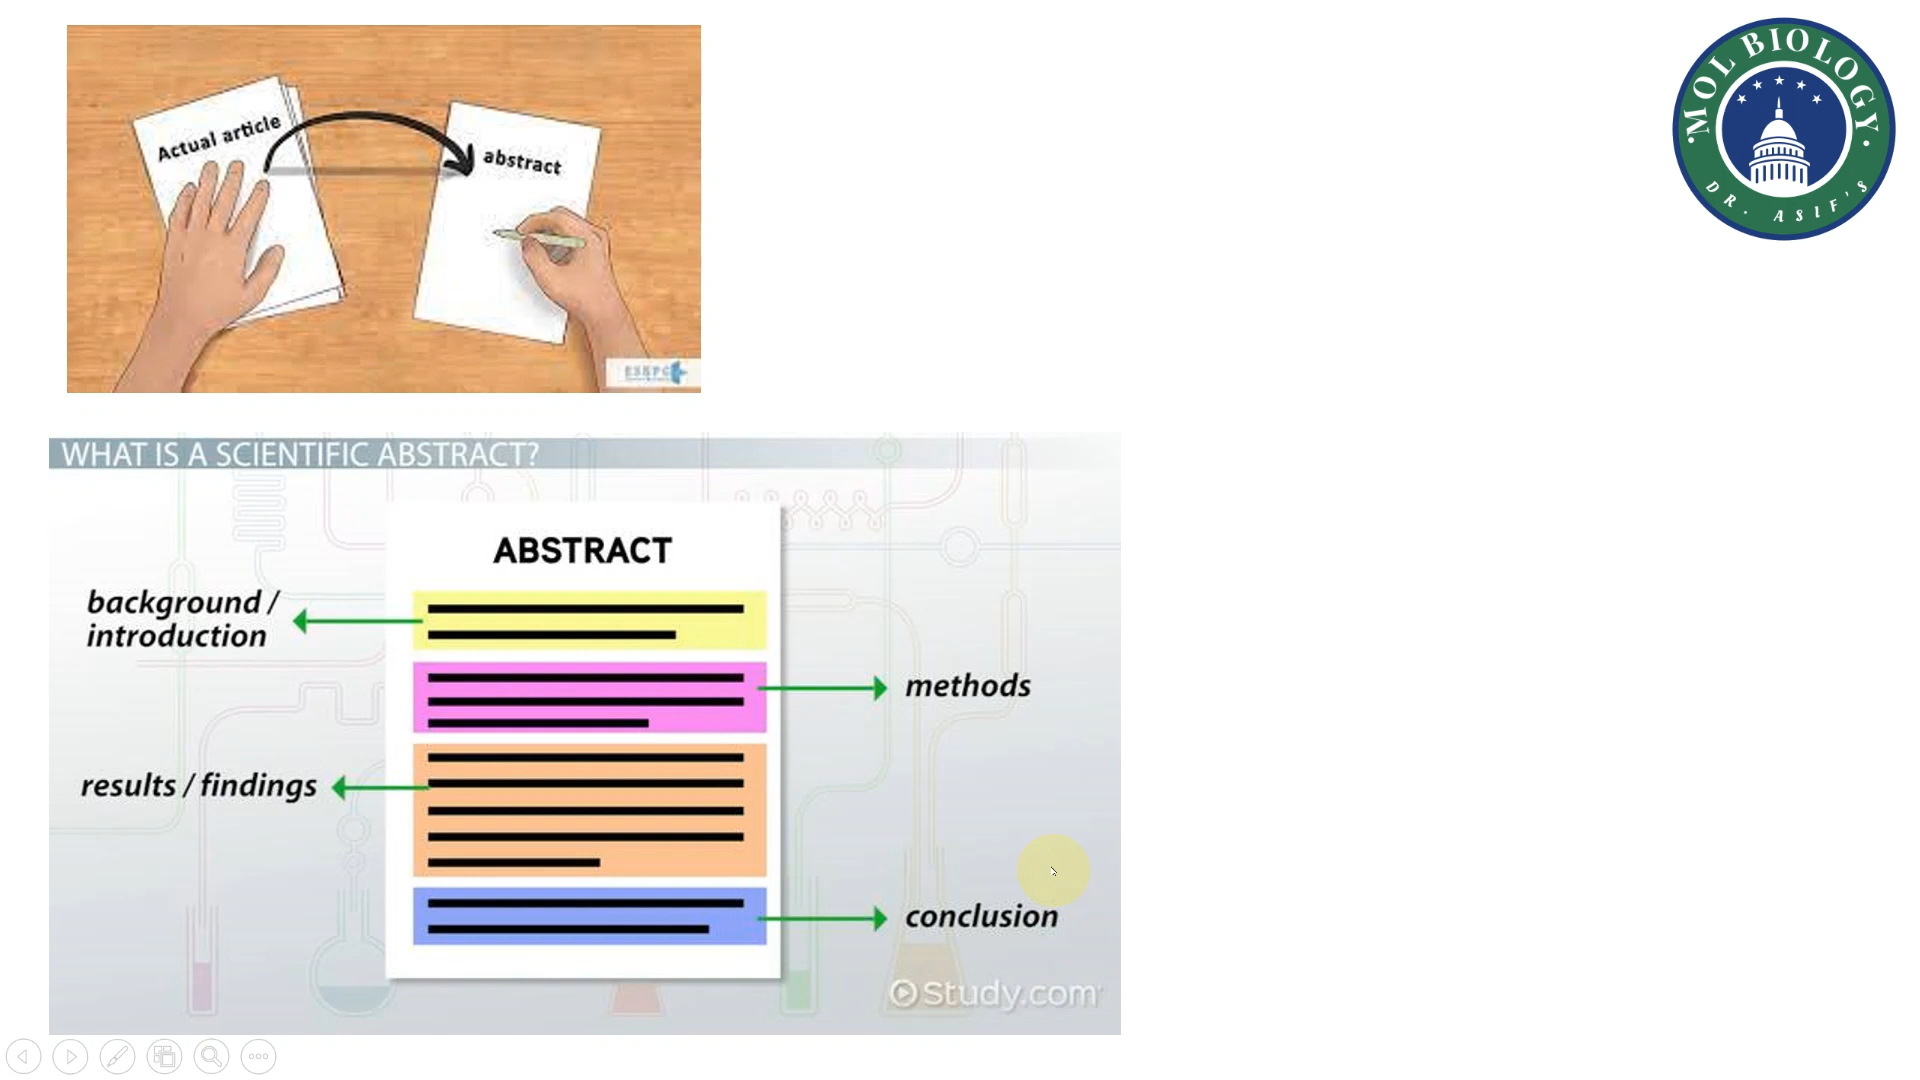 Actual article
abstract
ESEPC
MOL BIOLOGY
DR. ASIF'S
WHAT IS A SCIENTIFIC ABSTRACT?
ABSTRACT
background /
introduction
methods
results / findings
conclusion
Study.com